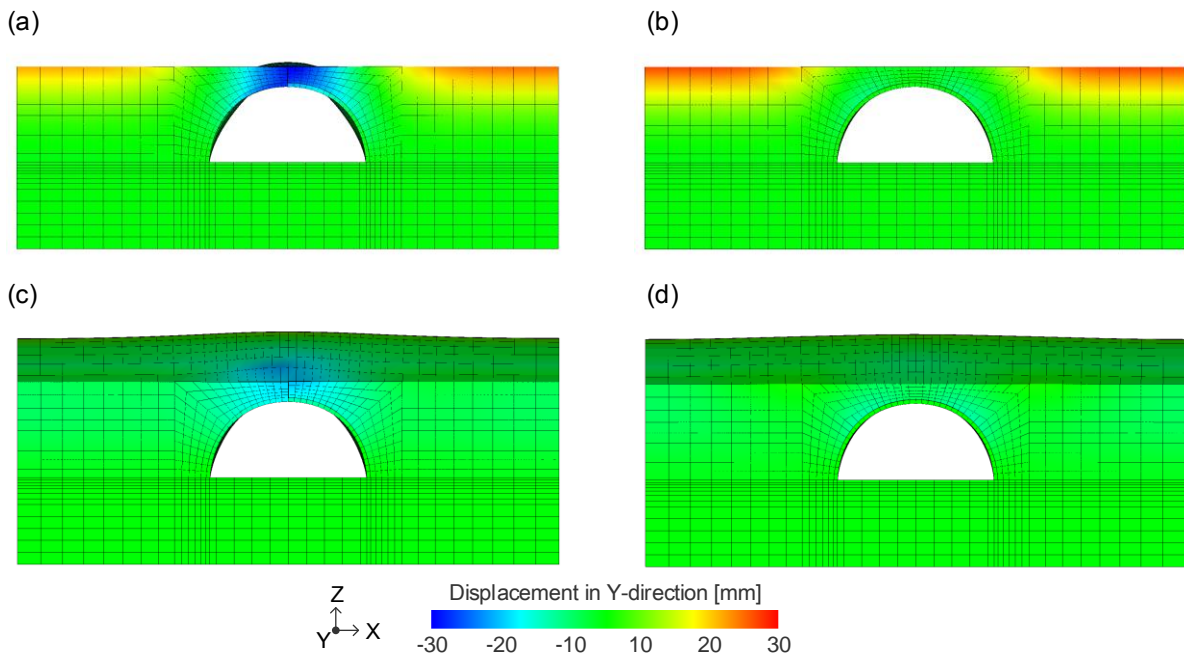 (a)
(b)
(c)
(d)
Displacement in Y-direction [mm]
Z
Y X
-30 -20 -10 10 20 30